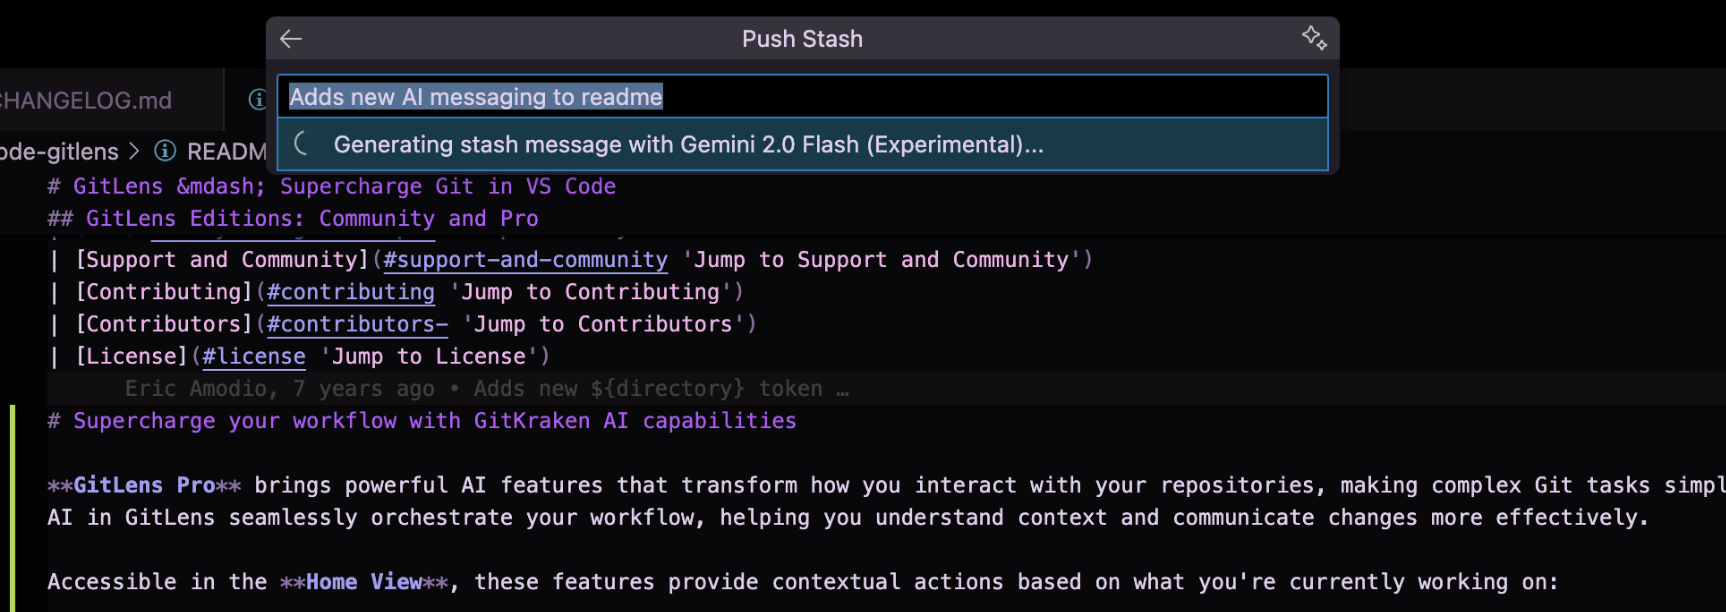 Push Stash
CHANGELOG.md
Adds new AI messaging to readme
Generating stash message with Gemini 2.0 Flash (Experimental)...
ode-gitlens > READM
# GitLens &mdash; Supercharge Git in VS Code
## GitLens Editions: Community and Pro
| [Support and Community](#support-and-community 'Jump to Support and Community')
| [Contributing](#contributing 'Jump to Contributing')
| [Contributors](#contributors- 'Jump to Contributors')
| [License](#license 'Jump to License')
Eric Amodio, 7 years ago • Adds new ${directory} token …
# Supercharge your workflow with GitKraken AI capabilities
**GitLens Pro** brings powerful AI features that transform how you interact with your repositories, making complex Git tasks simpl
AI in GitLens seamlessly orchestrate your workflow, helping you understand context and communicate changes more effectively.
Accessible in the **Home View**, these features provide contextual actions based on what you're currently working on: